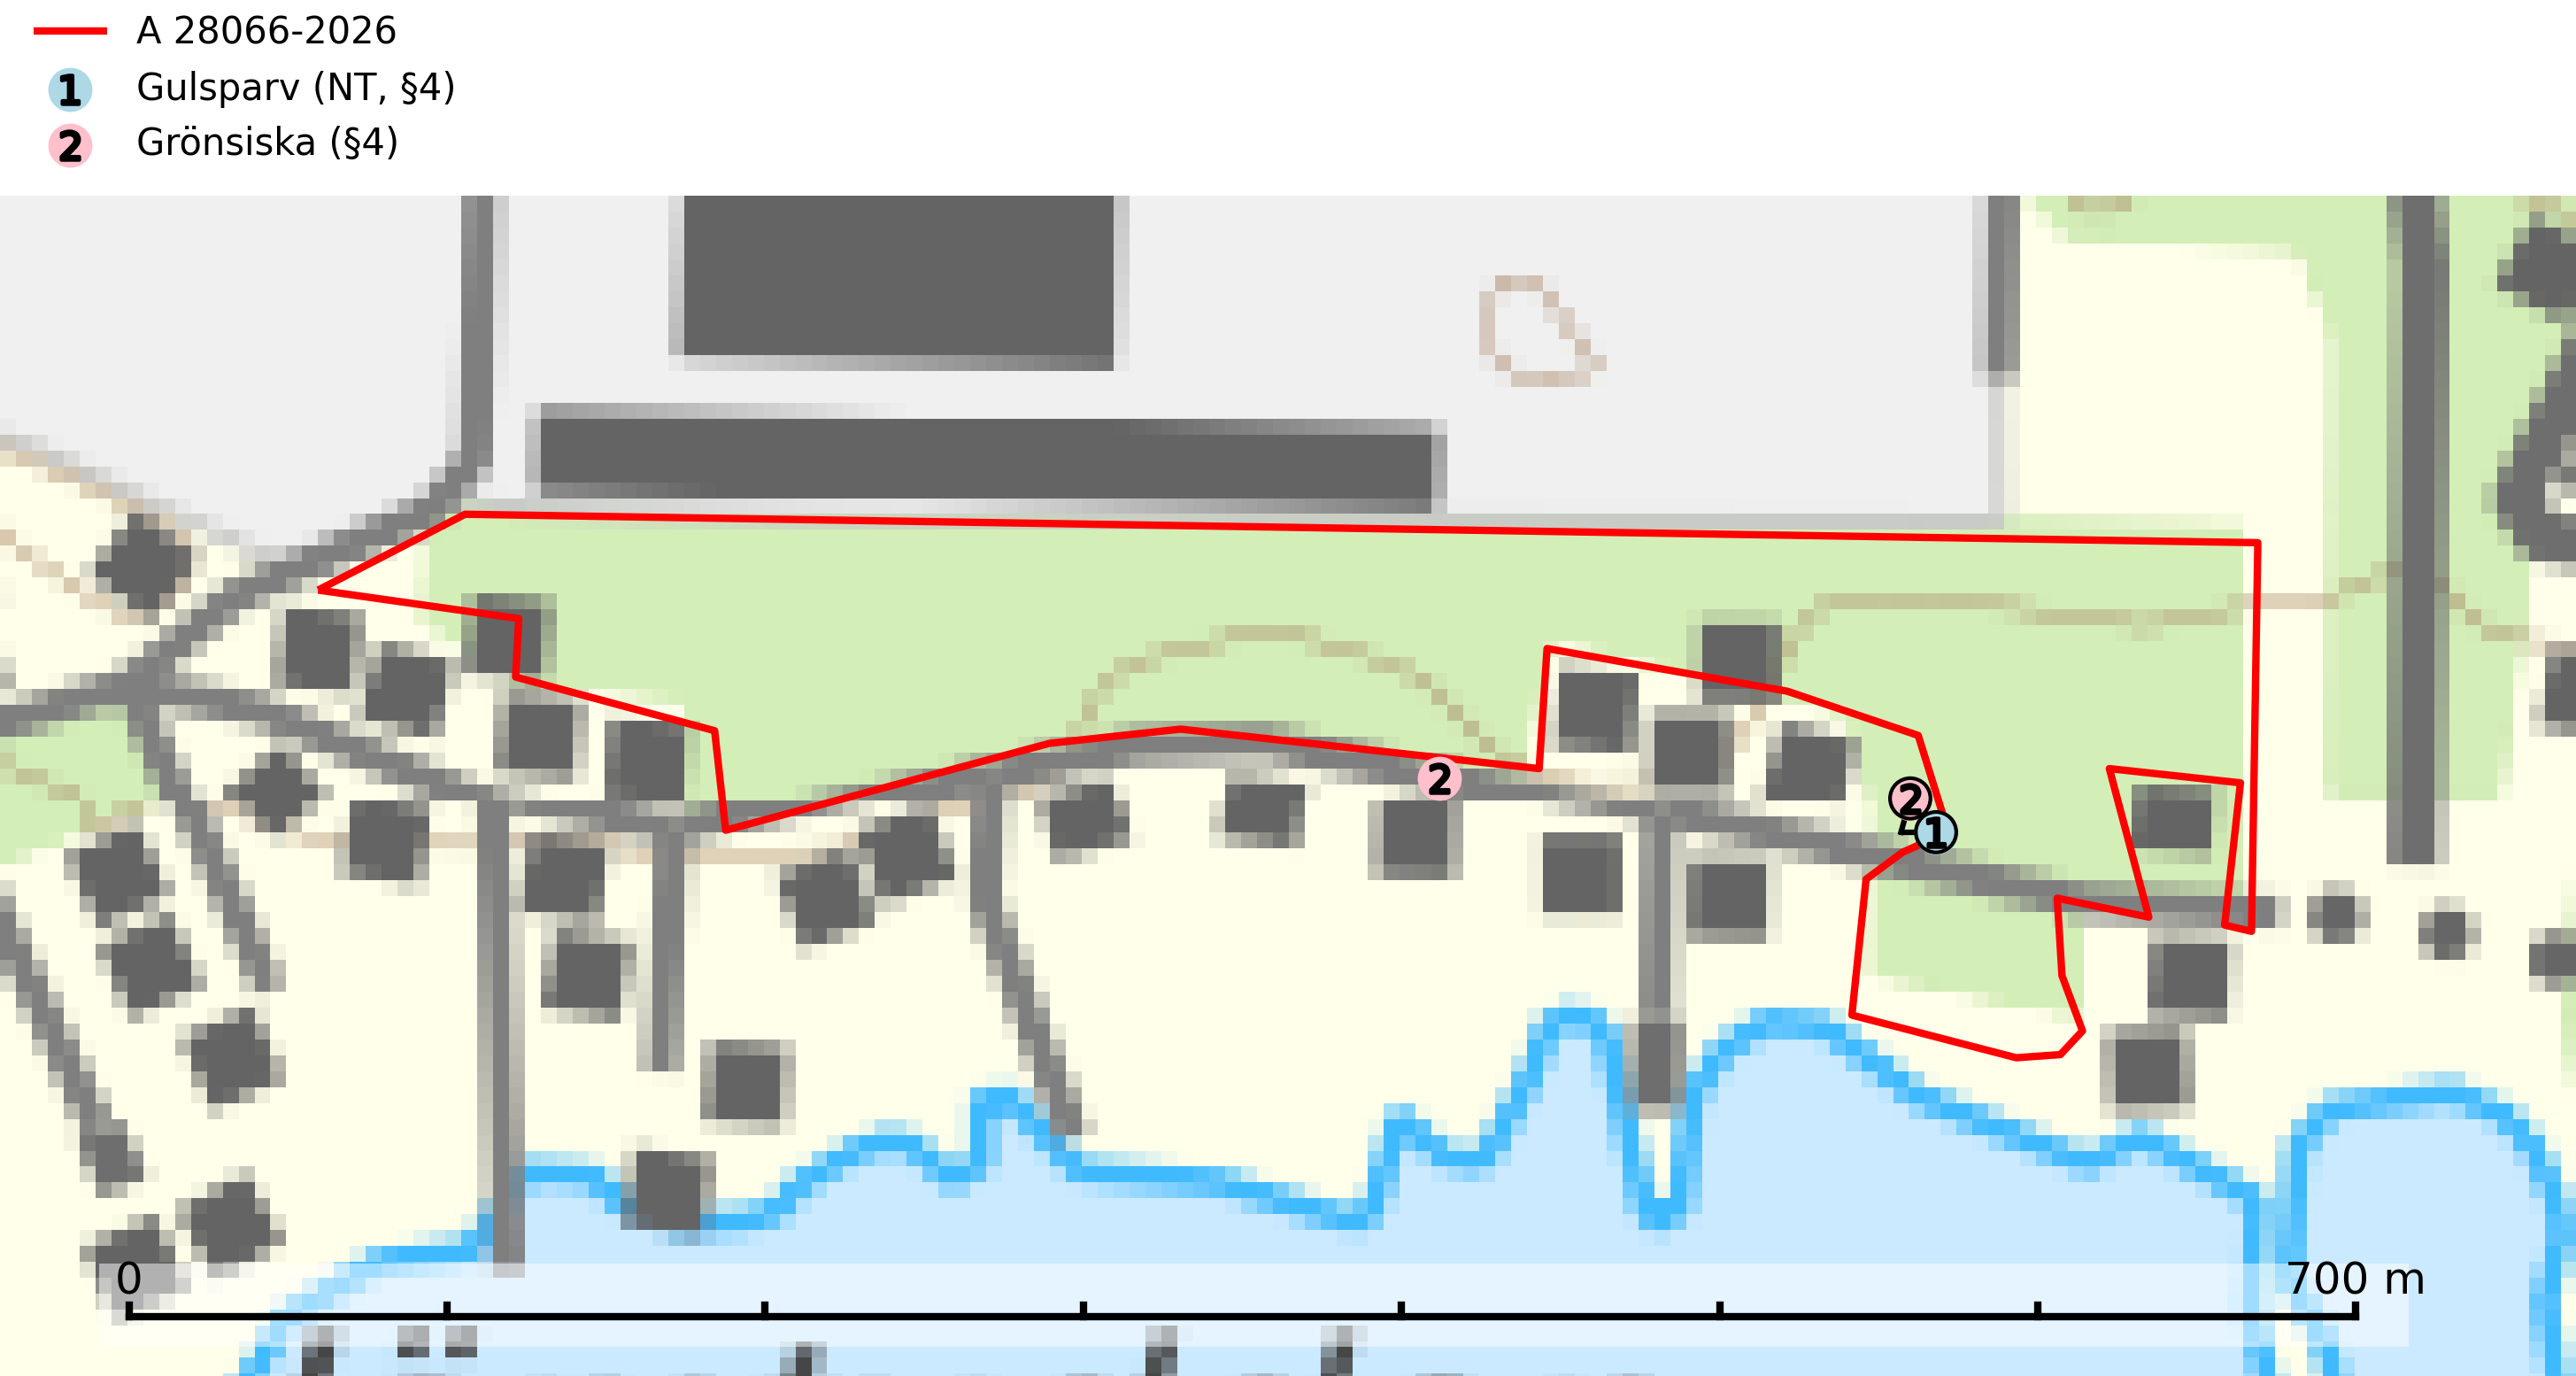 A 28066-2026
1 Gulsparv (NT, §4)
2 Grönsiska (§4)
2
2
1
0 700 m